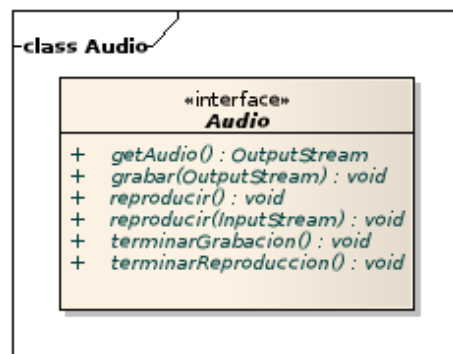 class Audio
«interface»
Audio
+ getAudio() : OutputStream
+ grabar(OutputStream) : void
+ reproducir() : void
+ reproducir(InputStream) : void
+ terminarGrabacion() : void
+ terminarReproduccion() : void